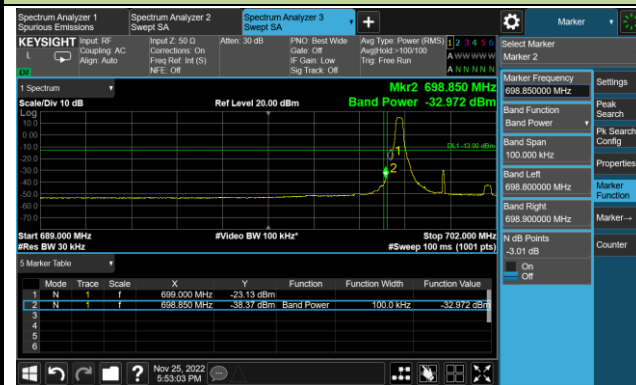 Spectrum Analyzer 1
Spurious Emissions
Spectrum Analyzer 2
Swept SA
Spectrum Analyzer 3
Swept SA
+
Marker
KEYSIGHT
L
Input: RF
Coupling: AC
Align: Auto
Input Z: 50 Ω
Corrections: On
Freq Ref: Int (S)
NFE: Off
Atten: 30 dB
PNO: Best Wide
Gate: Off
IF Gain: Low
Sig Track: Off
Avg Type: Power (RMS)
Avg|Hold:>100/100
Trig: Free Run
1 2 3 4 5 6
A W W W W W
A N N N N N
Select Marker
Marker 2
1 Spectrum
Scale/Div 10 dB
Log
Ref Level 20.00 dBm
Mkr2 698.850 MHz
Band Power -32.972 dBm
10.0
0.00
-10.0
-20.0
-30.0
-40.0
-50.0
-60.0
-70.0
DL1 -13.00 dBm
1
2
Start 689.000 MHz
#Res BW 30 kHz
#Video BW 100 kHz*
Stop 702.000 MHz
#Sweep 100 ms (1001 pts)
5 Marker Table
Mode Trace Scale X Y Function Function Width Function Value
1 N 1 f 699.000 MHz -23.13 dBm
2 N 1 f 698.850 MHz -38.37 dBm Band Power 100.0 kHz -32.972 dBm
3
4
5
6
Marker Frequency
698.850000 MHz
Band Function
Band Power
Band Span
100.000 kHz
Band Left
698.800000 MHz
Band Right
698.900000 MHz
N dB Points
-3.01 dB
On
Off
Settings
Peak
Search
Pk Search
Config
Properties
Marker
Function
Marker→
Counter
?
Nov 25, 2022
5:53:03 PM